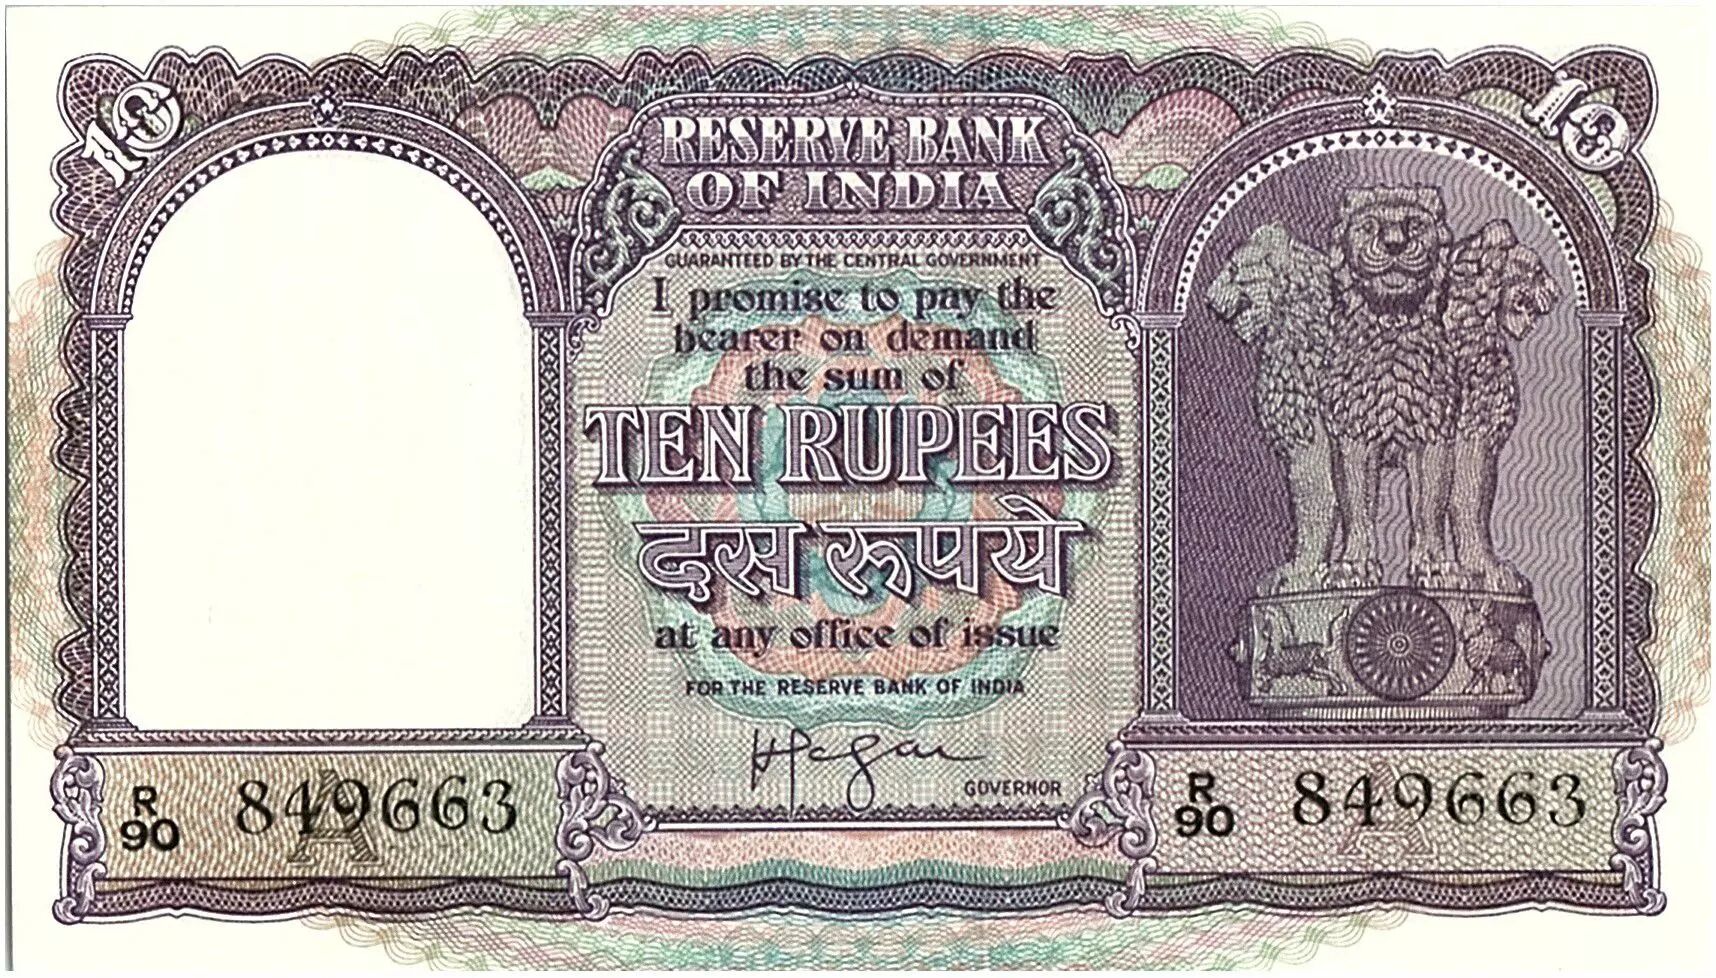 10
10
RESERVE BANK
OF INDIA
GUARANTEED BY THE CENTRAL GOVERNMENT
I promise to pay the
bearer on demand
the sum of
TEN RUPEES
दस रुपये
at any office of issue
FOR THE RESERVE BANK OF INDIA
GOVERNOR
R
90 849663
A
R
90 849663
A